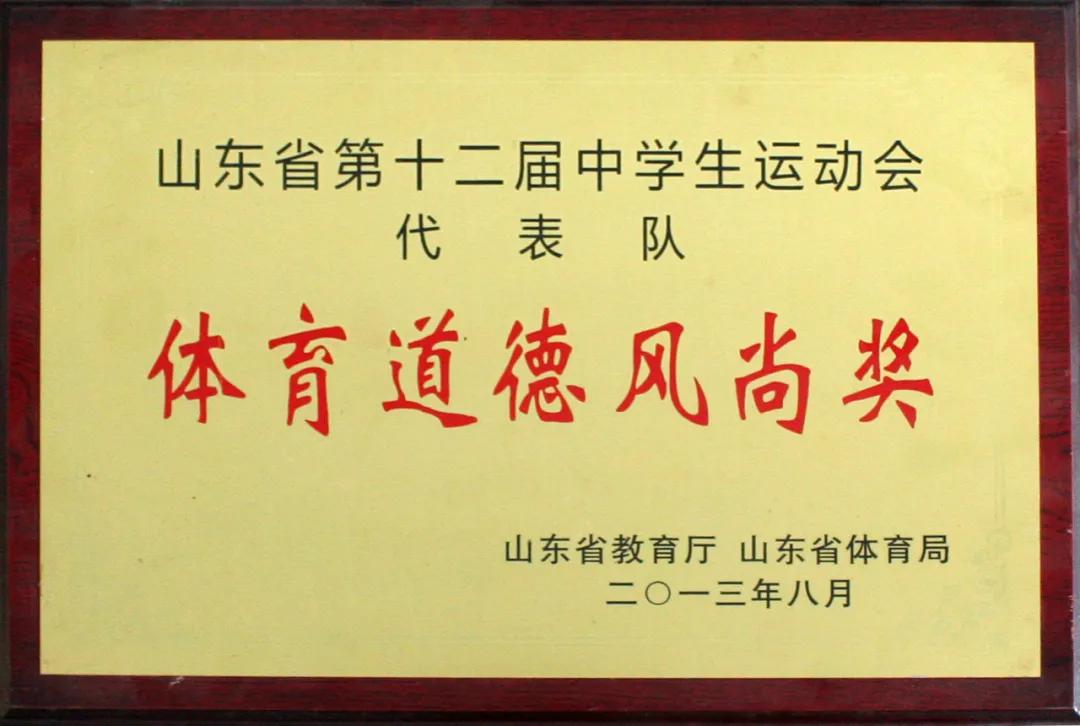 山东省第十二届中学生运动会
代表队
体育道德风尚奖
山东省教育厅 山东省体育局
二〇一三年八月